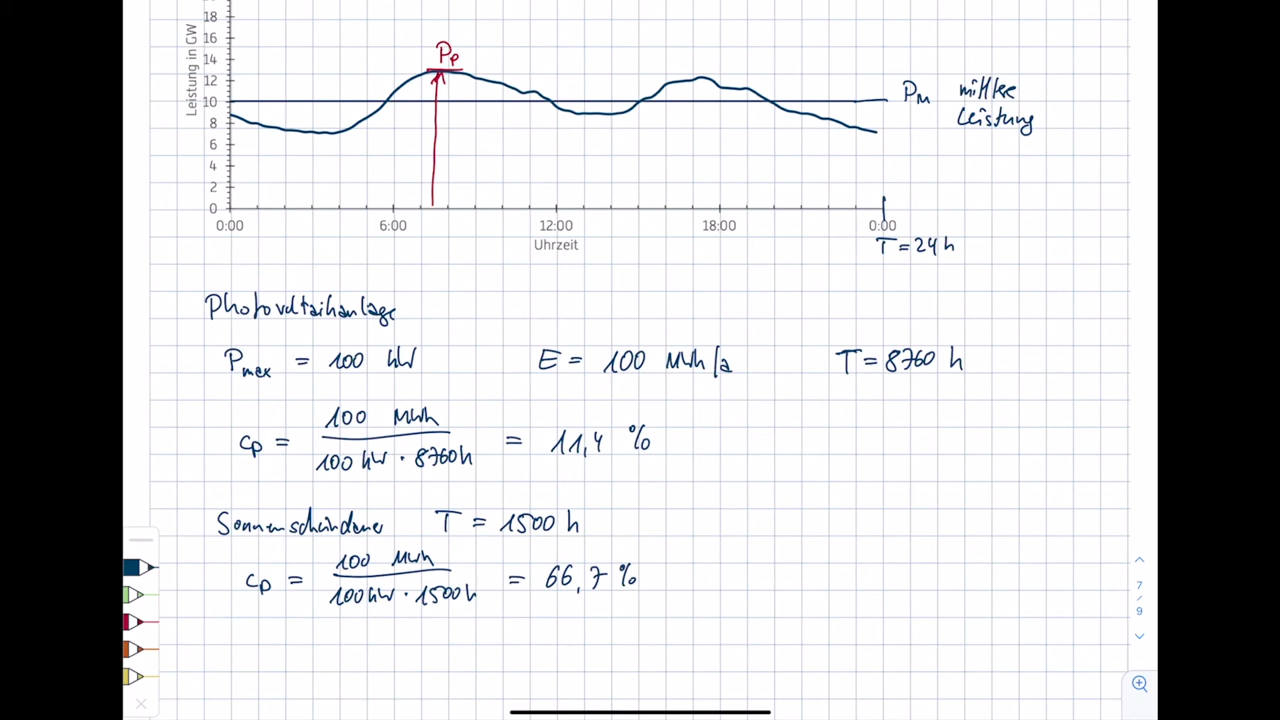 18
16
14
12
10
8
6
4
2
0
Leistung in GW
Pp
PM mittlere Leistung
0:00 6:00 12:00 18:00 0:00
Uhrzeit
T = 24 h
Photovoltaikanlage
Pmax = 100 kW E = 100 MWh/a T = 8760 h
cp = 100 MWh / 100 kW · 8760 h = 11,4 %
Sonnenscheindauer T = 1500 h
cp = 100 MWh / 100 kW · 1500 h = 66,7 %
7
/
9